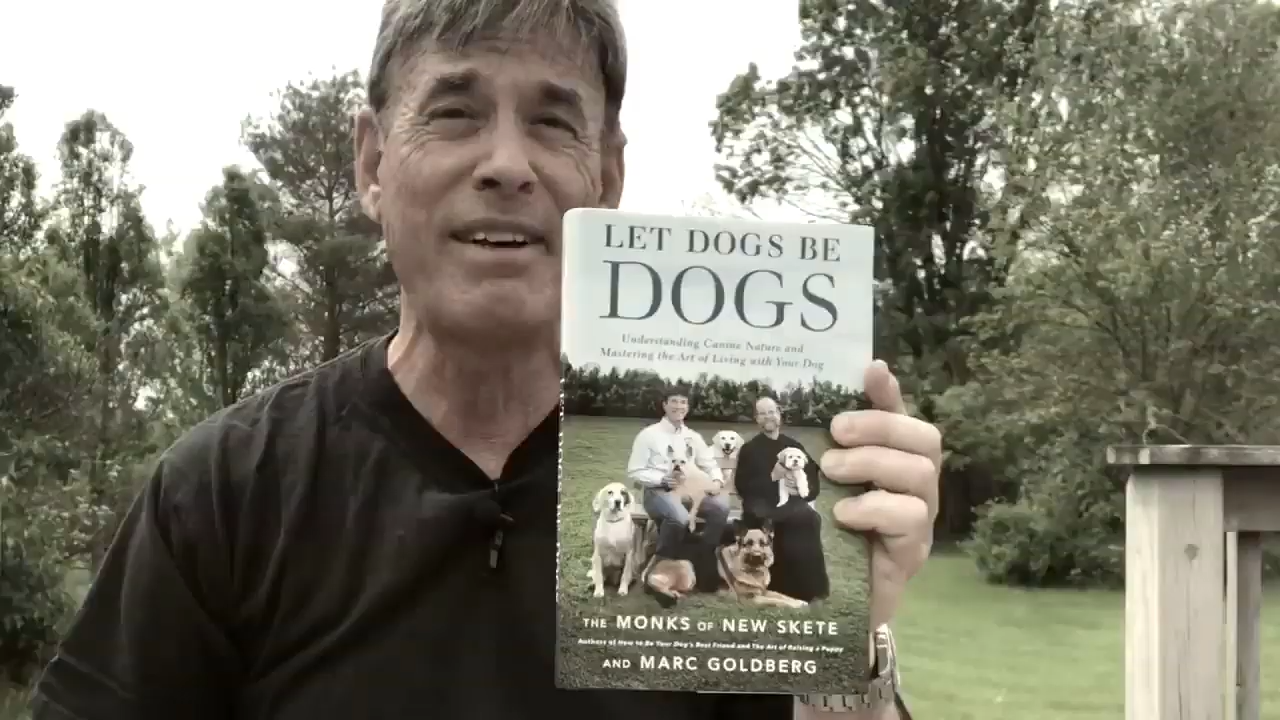 LET DOGS BE
DOGS
Understanding Canine Nature and
Mastering the Art of Living with Your Dog
THE MONKS OF NEW SKETE
Authors of How to Be Your Dog's Best Friend and The Art of Raising a Puppy
AND MARC GOLDBERG